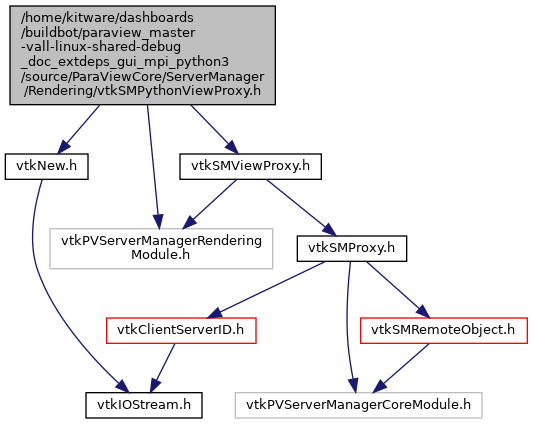 /home/kitware/dashboards
/buildbot/paraview_master
-vall-linux-shared-debug
_doc_extdeps_gui_mpi_python3
/source/ParaViewCore/ServerManager
/Rendering/vtkSMPythonViewProxy.h
vtkNew.h
vtkSMViewProxy.h
vtkPVServerManagerRendering
Module.h
vtkSMProxy.h
vtkClientServerID.h
vtkSMRemoteObject.h
vtkIOStream.h
vtkPVServerManagerCoreModule.h